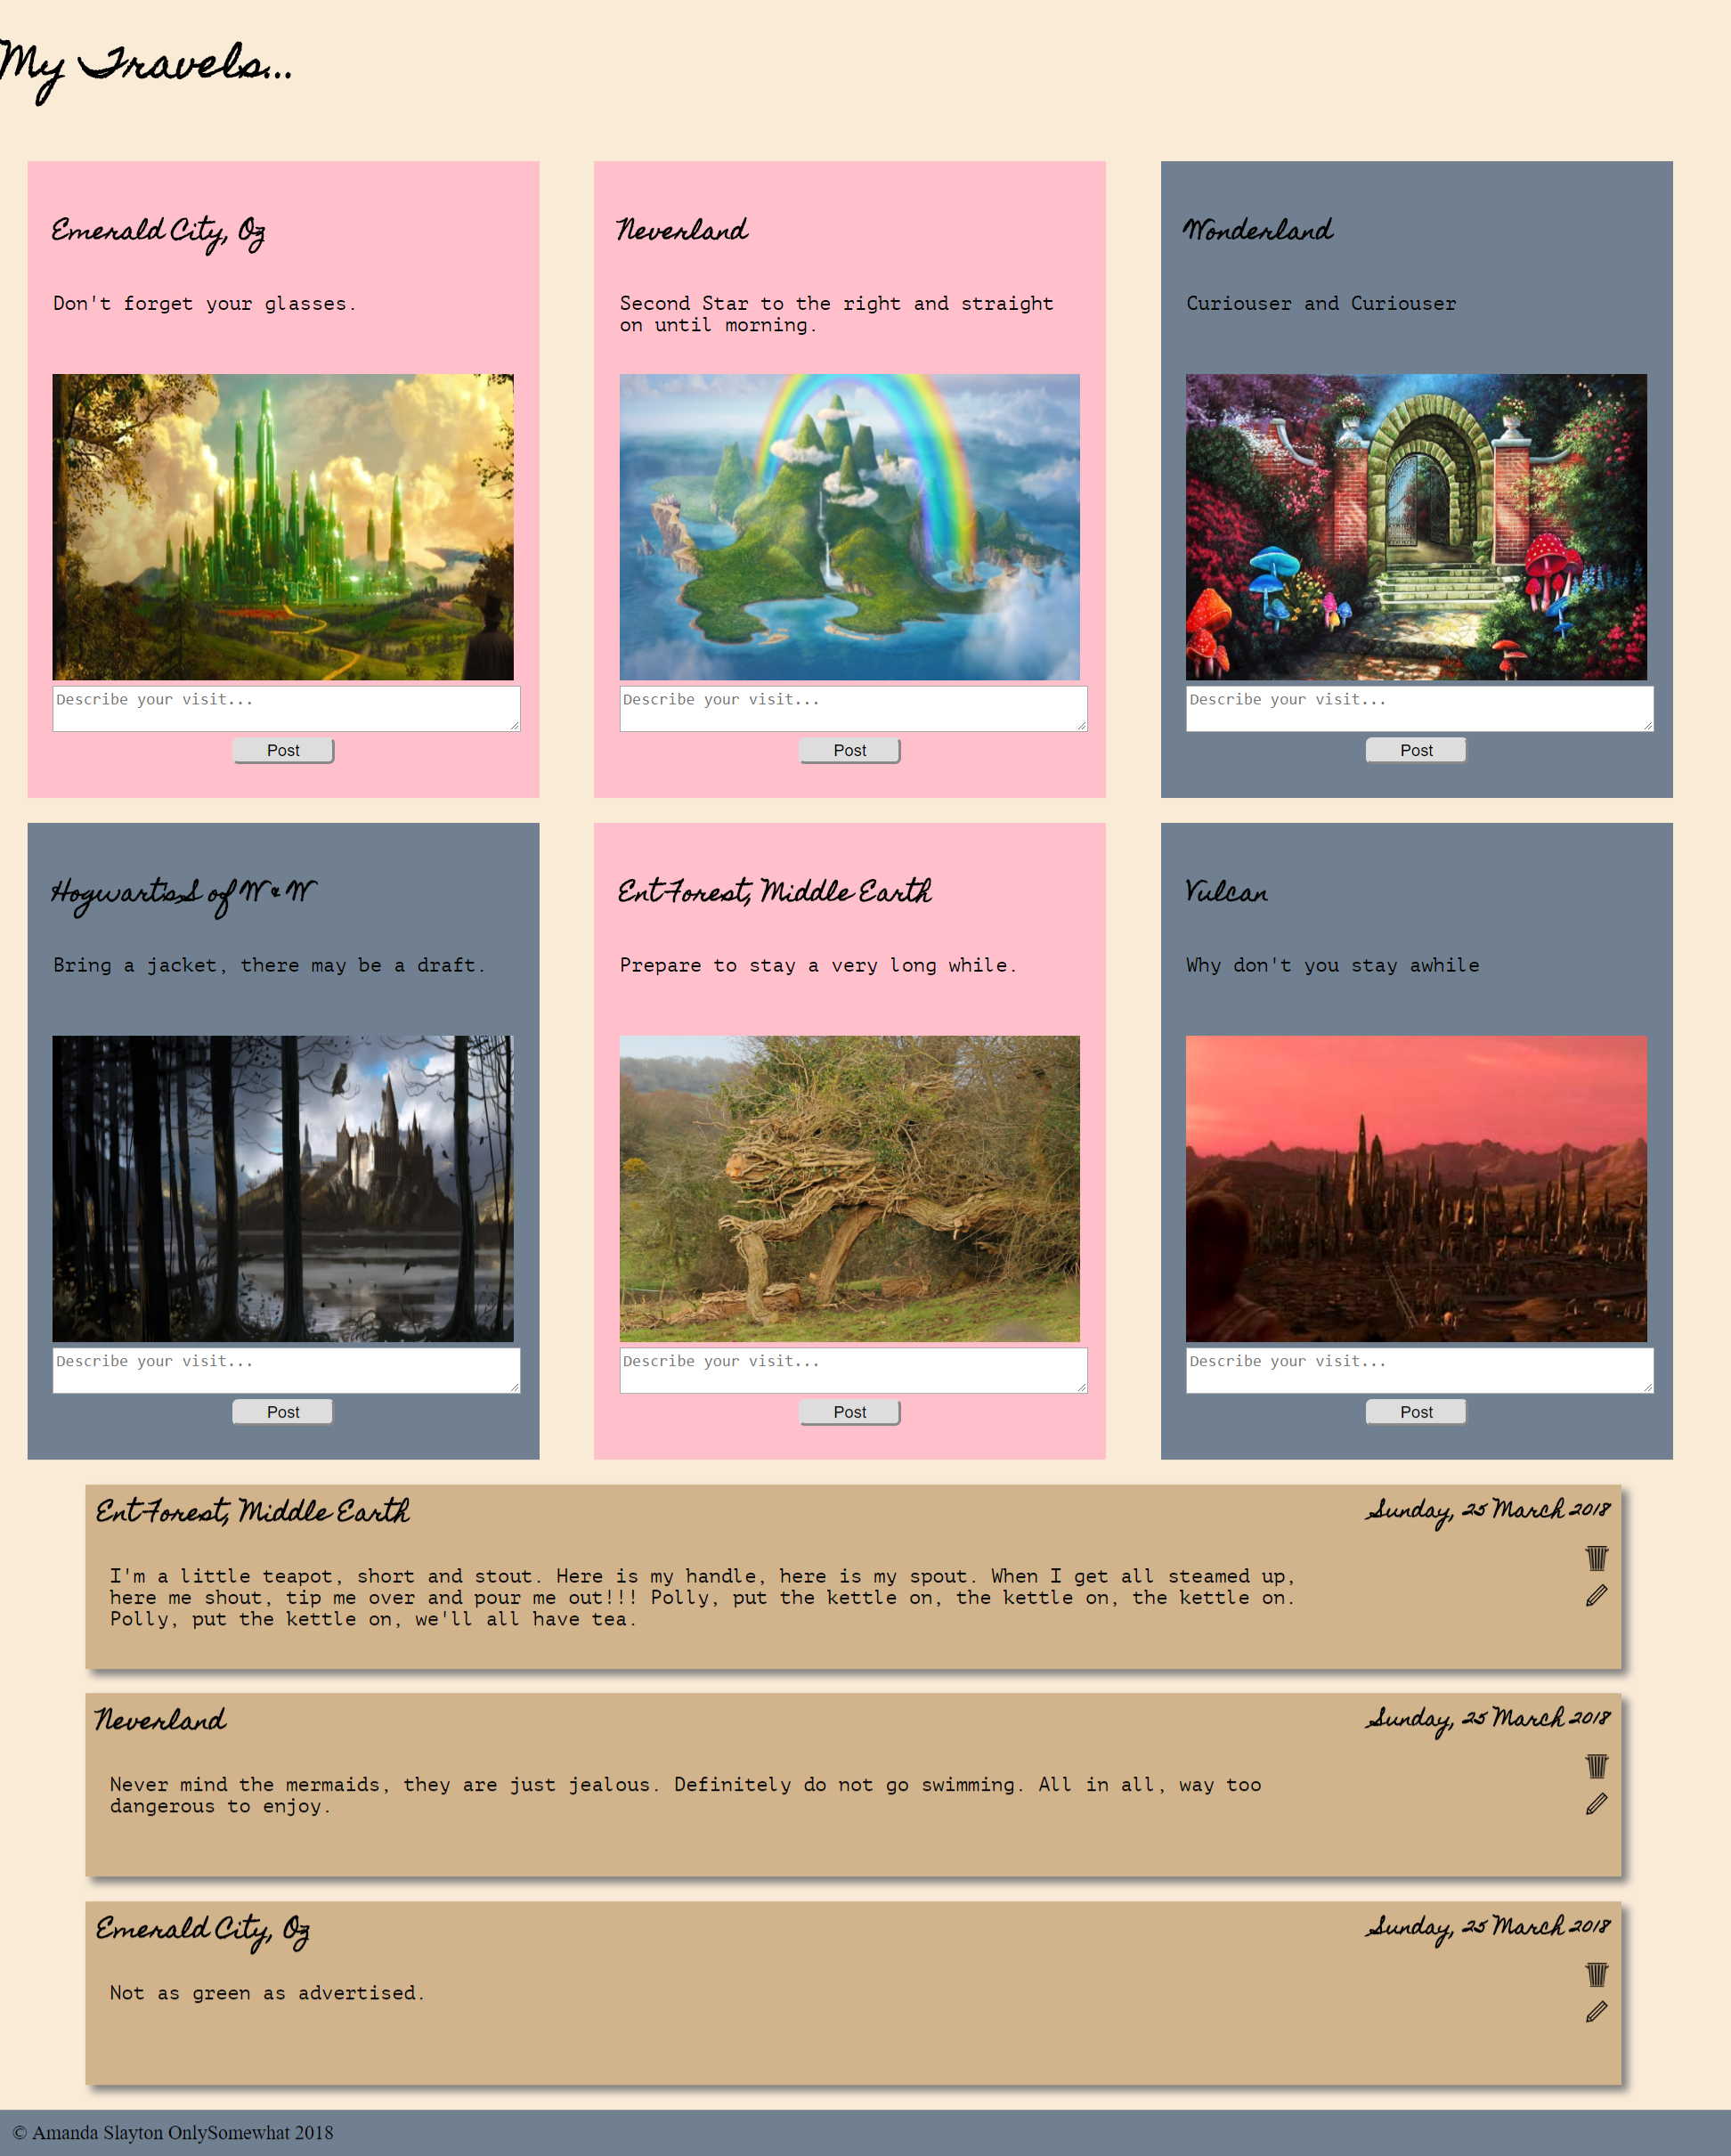 My Travels...
Emerald City, Oz
Don't forget your glasses.
Describe your visit...
Post
Neverland
Second Star to the right and straight
on until morning.
Describe your visit...
Post
Wonderland
Curiouser and Curiouser
Describe your visit...
Post
Hogwart's S of W & W
Bring a jacket, there may be a draft.
Describe your visit...
Post
Ent Forest, Middle Earth
Prepare to stay a very long while.
Describe your visit...
Post
Vulcan
Why don't you stay awhile
Describe your visit...
Post
Ent Forest, Middle Earth
Sunday, 25 March 2018
I'm a little teapot, short and stout. Here is my handle, here is my spout. When I get all steamed up,
here me shout, tip me over and pour me out!!! Polly, put the kettle on, the kettle on, the kettle on.
Polly, put the kettle on, we'll all have tea.
Neverland
Sunday, 25 March 2018
Never mind the mermaids, they are just jealous. Definitely do not go swimming. All in all, way too
dangerous to enjoy.
Emerald City, Oz
Sunday, 25 March 2018
Not as green as advertised.
© Amanda Slayton OnlySomewhat 2018